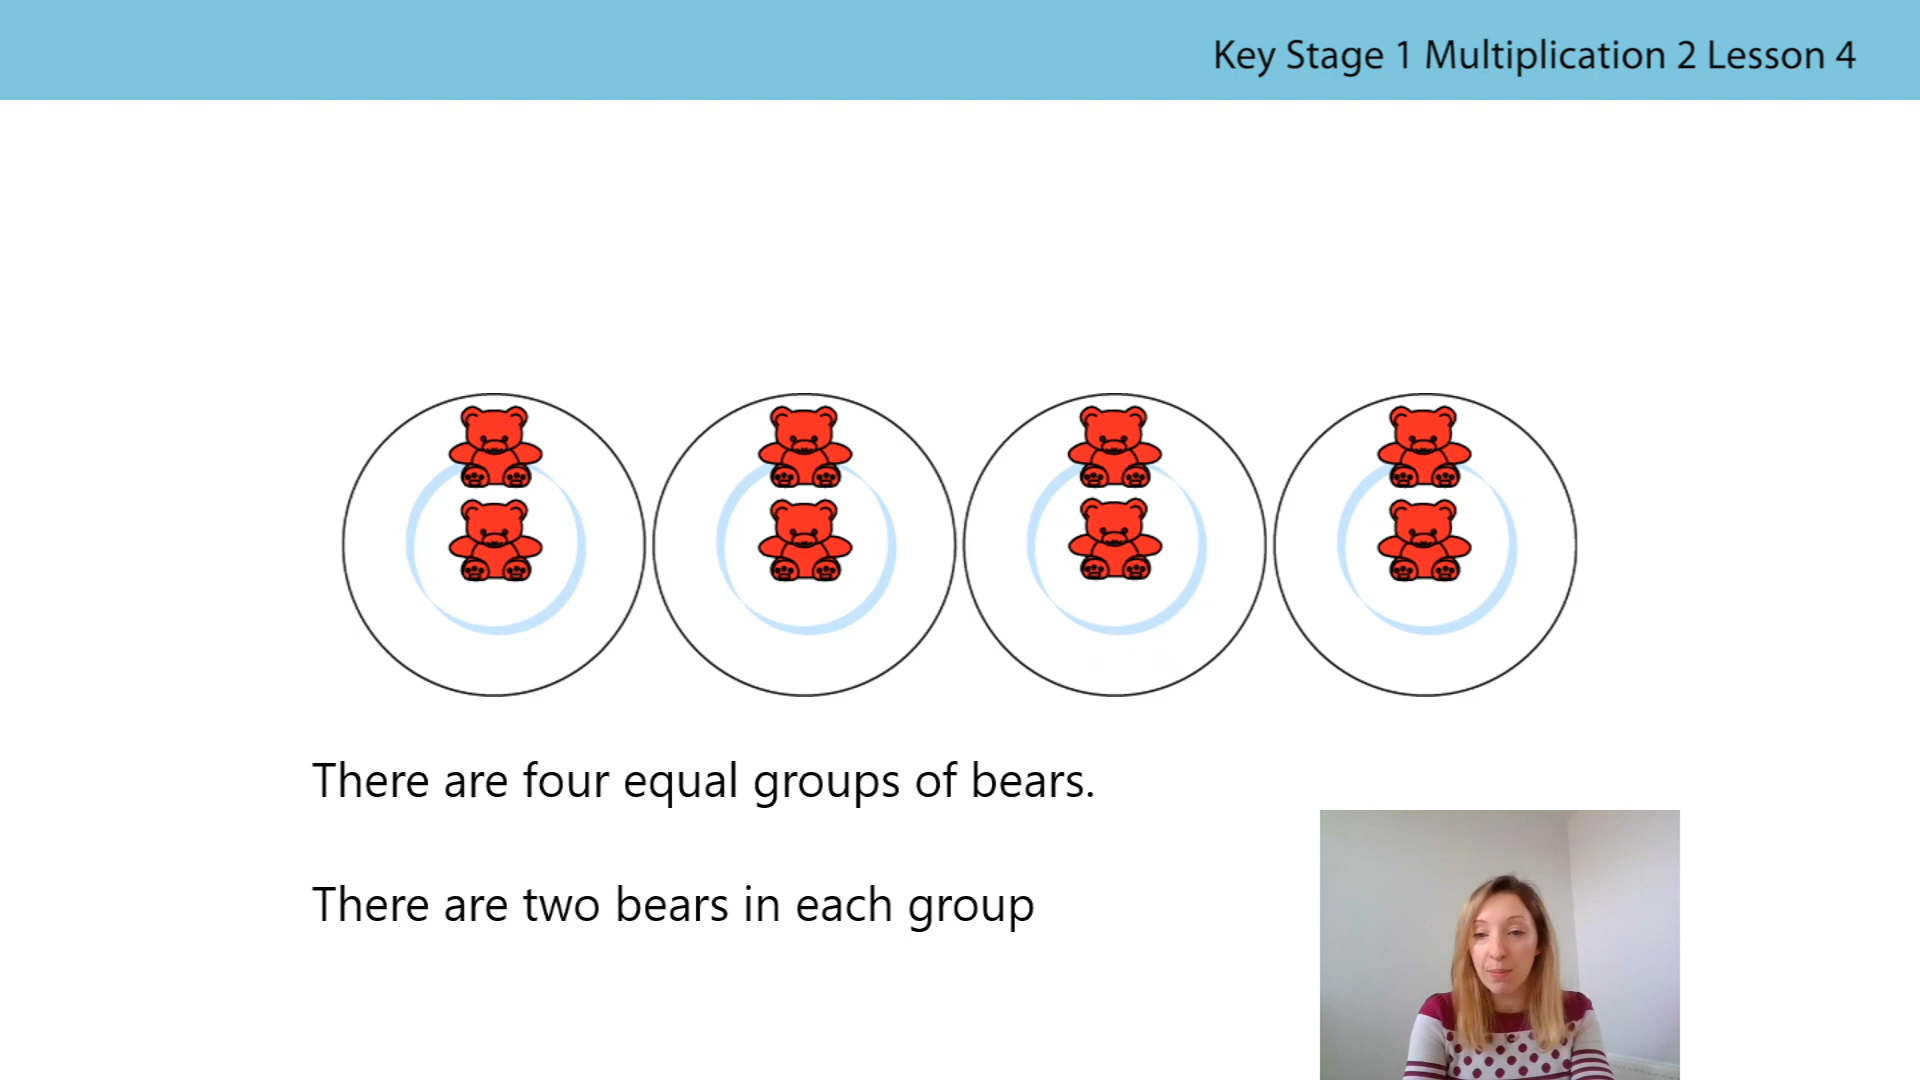 Key Stage 1 Multiplication 2 Lesson 4
There are four equal groups of bears.
There are two bears in each group